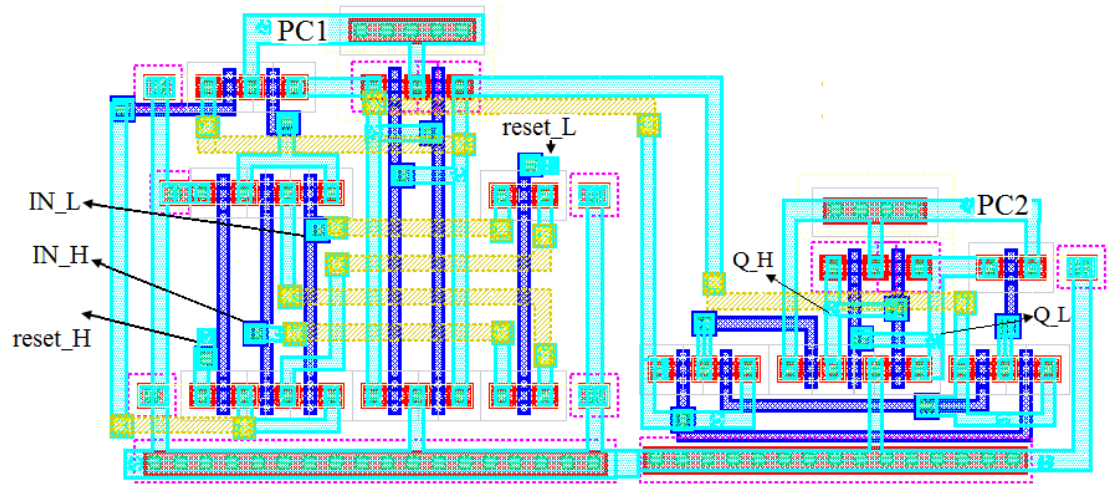 PC1
reset_L
IN_L
PC2
IN_H
Q_H
Q_L
reset_H